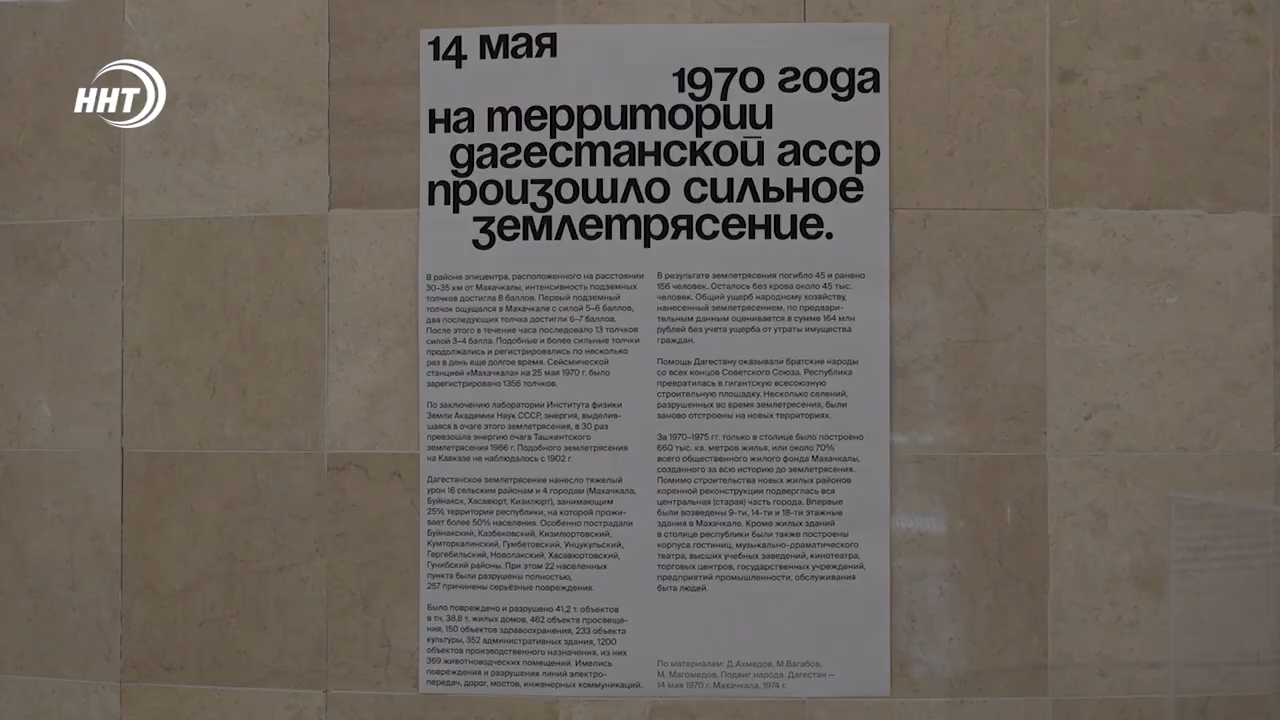 ННТ
14 мая
1970 года
на территории
дагестанской асср
произошло сильное
землетрясение.
В районе эпицентра, расположенного на расстоянии
30–35 км от Махачкалы, интенсивность подземных
толчков достигла 8 баллов. Первый подземный
толчок ощущался в Махачкале с силой 5–6 баллов,
два последующих толчка достигли 6–7 баллов.
После этого в течение часа последовало 13 толчков
силой 3–4 балла. Подобные и более сильные толчки
продолжались и регистрировались по несколько
раз в день еще долгое время. Сейсмической
станцией «Махачкала» на 25 мая 1970 г. было
зарегистрировано 1356 толчков.
По заключению лаборатории Института физики
Земли Академии Наук СССР, энергия, выделив-
шаяся в очаге этого землетрясения, в 30 раз
превзошла энергию очага Ташкентского
землетрясения 1966 г. Подобного землетрясения
на Кавказе не наблюдалось с 1902 г.
Дагестанское землетрясение нанесло тяжелый
урон 16 сельским районам и 4 городам (Махачкала,
Буйнакск, Хасавюрт, Кизилюрт), занимающим
25% территории республики, на которой прожи-
вает более 50% населения. Особенно пострадали
Буйнакский, Казбековский, Кизилюртовский,
Кумторкалинский, Гумбетовский, Унцукульский,
Гергебильский, Новолакский, Хасавюртовский,
Гунибский районы. При этом 22 населенных
пункта были разрушены полностью,
257 причинены серьёзные повреждения.
Было повреждено и разрушено 41,2 т. объектов
в тч. 38,8 т. жилых домов, 462 объекта просвеще-
ния, 150 объектов здравоохранения, 233 объекта
культуры, 352 административных здания, 1200
объектов производственного назначения, из них
369 животноводческих помещений. Имелись
повреждения и разрушения линий электро-
передач, дорог, мостов, инженерных коммуникаций.
В результате землетрясения погибло 45 и ранено
156 человек. Осталось без крова около 45 тыс.
человек. Общий ущерб народному хозяйству,
нанесенный землетрясением, по предвари-
тельным данным оценивается в сумме 164 млн
рублей без учета ущерба от утраты имущества
граждан.
Помощь Дагестану оказывали братские народы
со всех концов Советского Союза. Республика
превратилась в гигантскую всесоюзную
строительную площадку. Несколько селений,
разрушенных во время землетрясения, были
заново отстроены на новых территориях.
За 1970–1975 гг. только в столице было построено
660 тыс. кв. метров жилья, или около 70%
всего общественного жилого фонда Махачкалы,
созданного за всю историю до землетрясения.
Помимо строительства новых жилых районов
коренной реконструкции подверглась вся
центральная (старая) часть города. Впервые
были возведены 9-ти, 14-ти и 18-ти этажные
здания в Махачкале. Кроме жилых зданий
в столице республики были также построены
корпуса гостиниц, музыкально-драматического
театра, высших учебных заведений, кинотеатра,
торговых центров, государственных учреждений,
предприятий промышленности, обслуживания
быта людей.
По материалам: Д.Ахмедов, М.Вагабов,
М. Магомедов. Подвиг народа. Дагестан —
14 мая 1970 г. Махачкала, 1974 г.